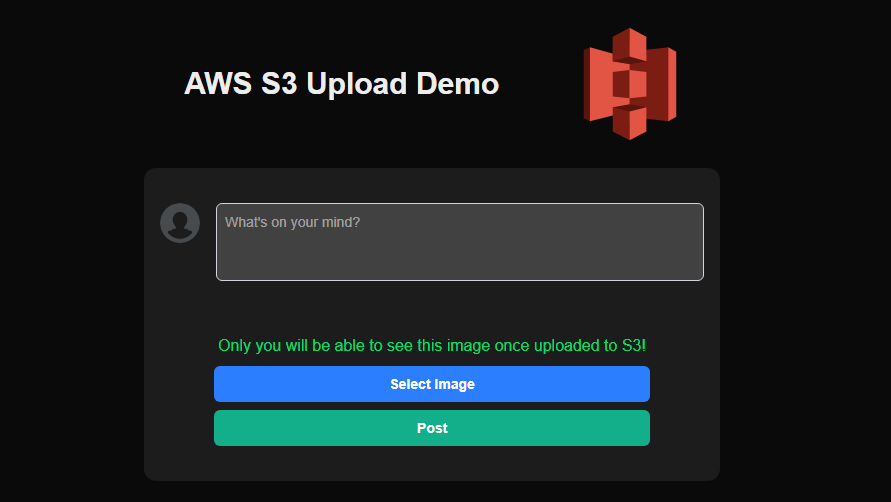 AWS S3 Upload Demo
What's on your mind?
Only you will be able to see this image once uploaded to S3!
Select Image
Post